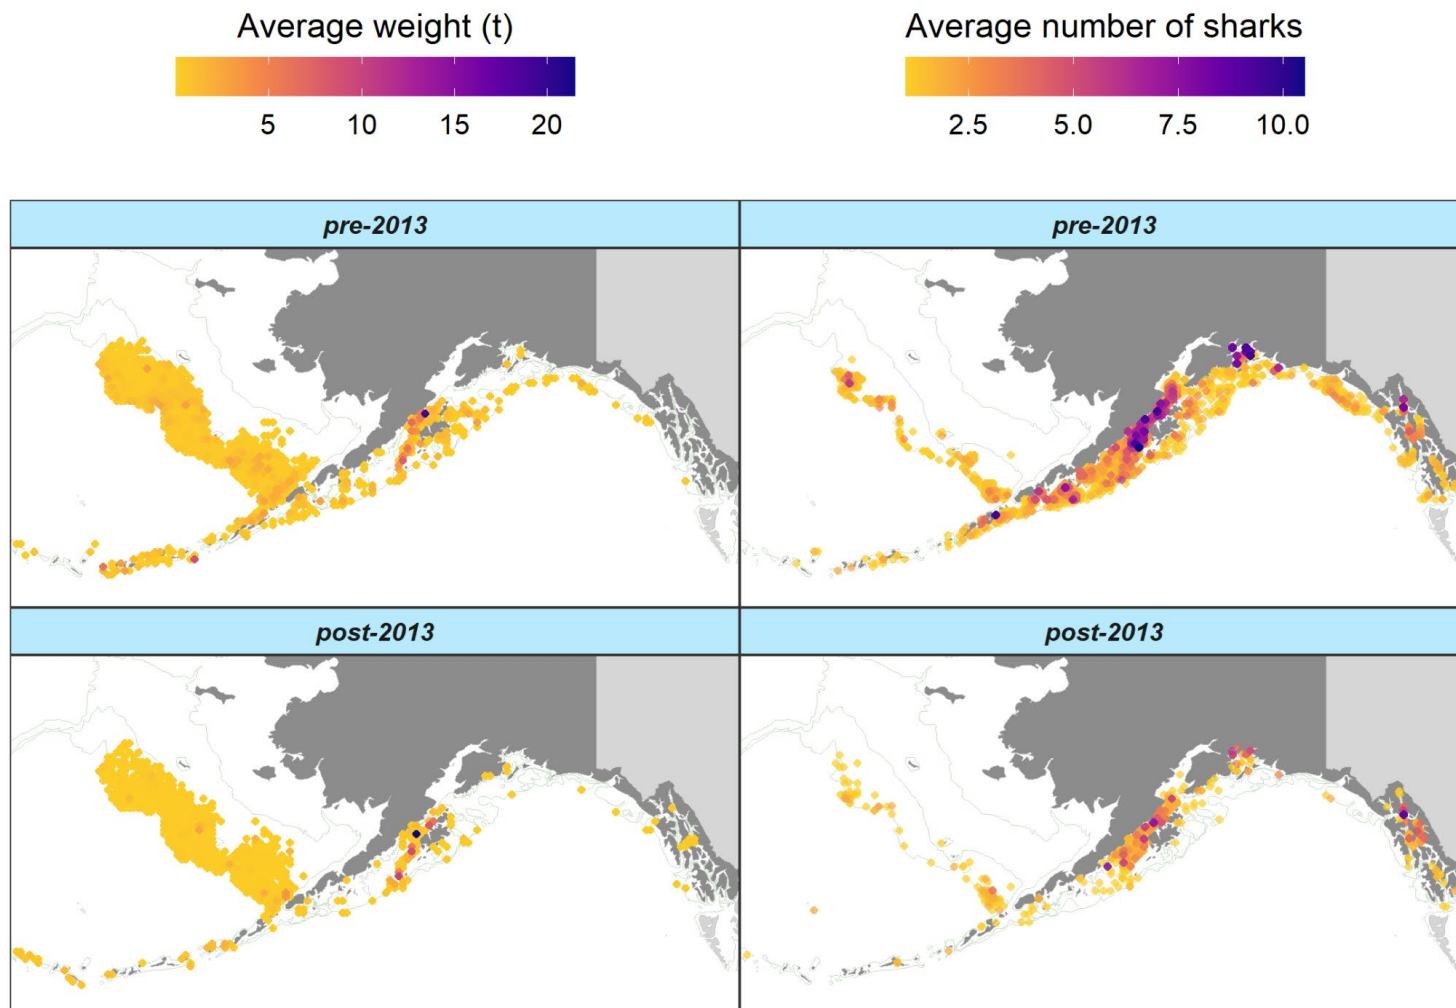 Average weight (t)
5 10 15 20
Average number of sharks
2.5 5.0 7.5 10.0
pre-2013
pre-2013
post-2013
post-2013